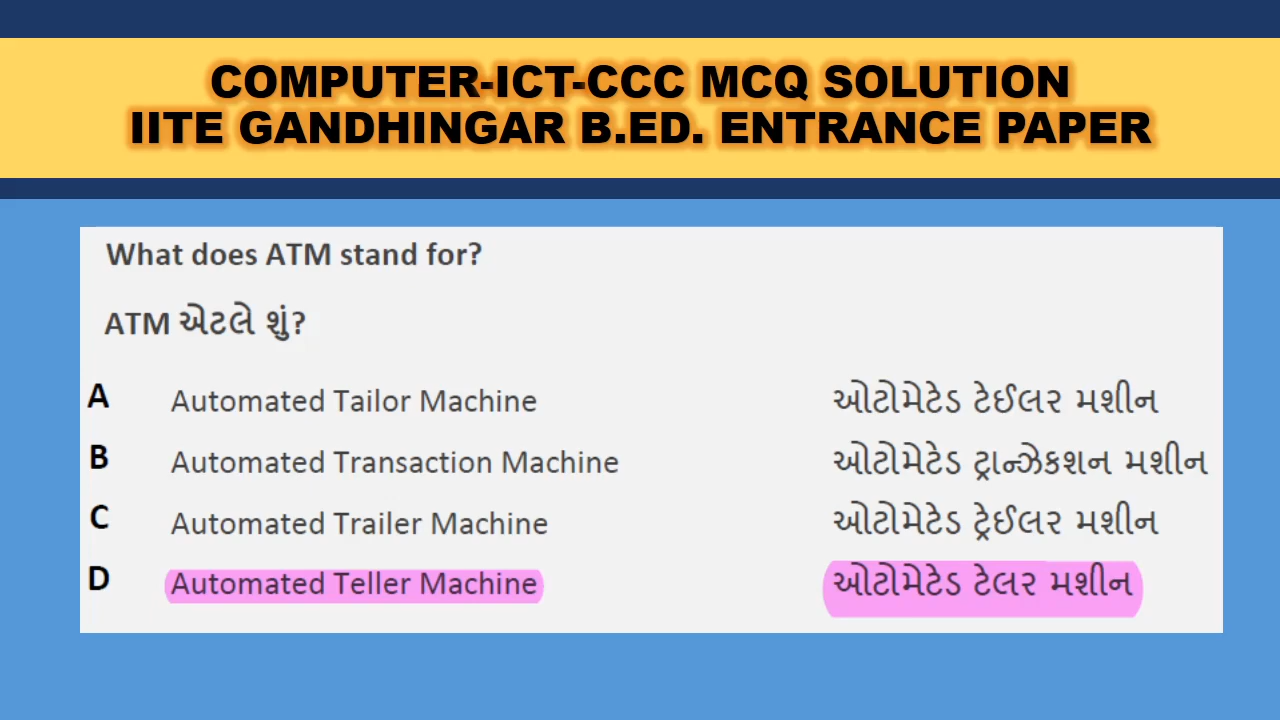 COMPUTER-ICT-CCC MCQ SOLUTION
IITE GANDHINGAR B.ED. ENTRANCE PAPER
What does ATM stand for?
ATM એટલે શું?
A Automated Tailor Machine ઓટોમેટેડ ટેઈલર મશીન
B Automated Transaction Machine ઓટોમેટેડ ટ્રાન્ઝેકશન મશીન
C Automated Trailer Machine ઓટોમેટેડ ટ્રેઈલર મશીન
D Automated Teller Machine ઓટોમેટેડ ટેલર મશીન